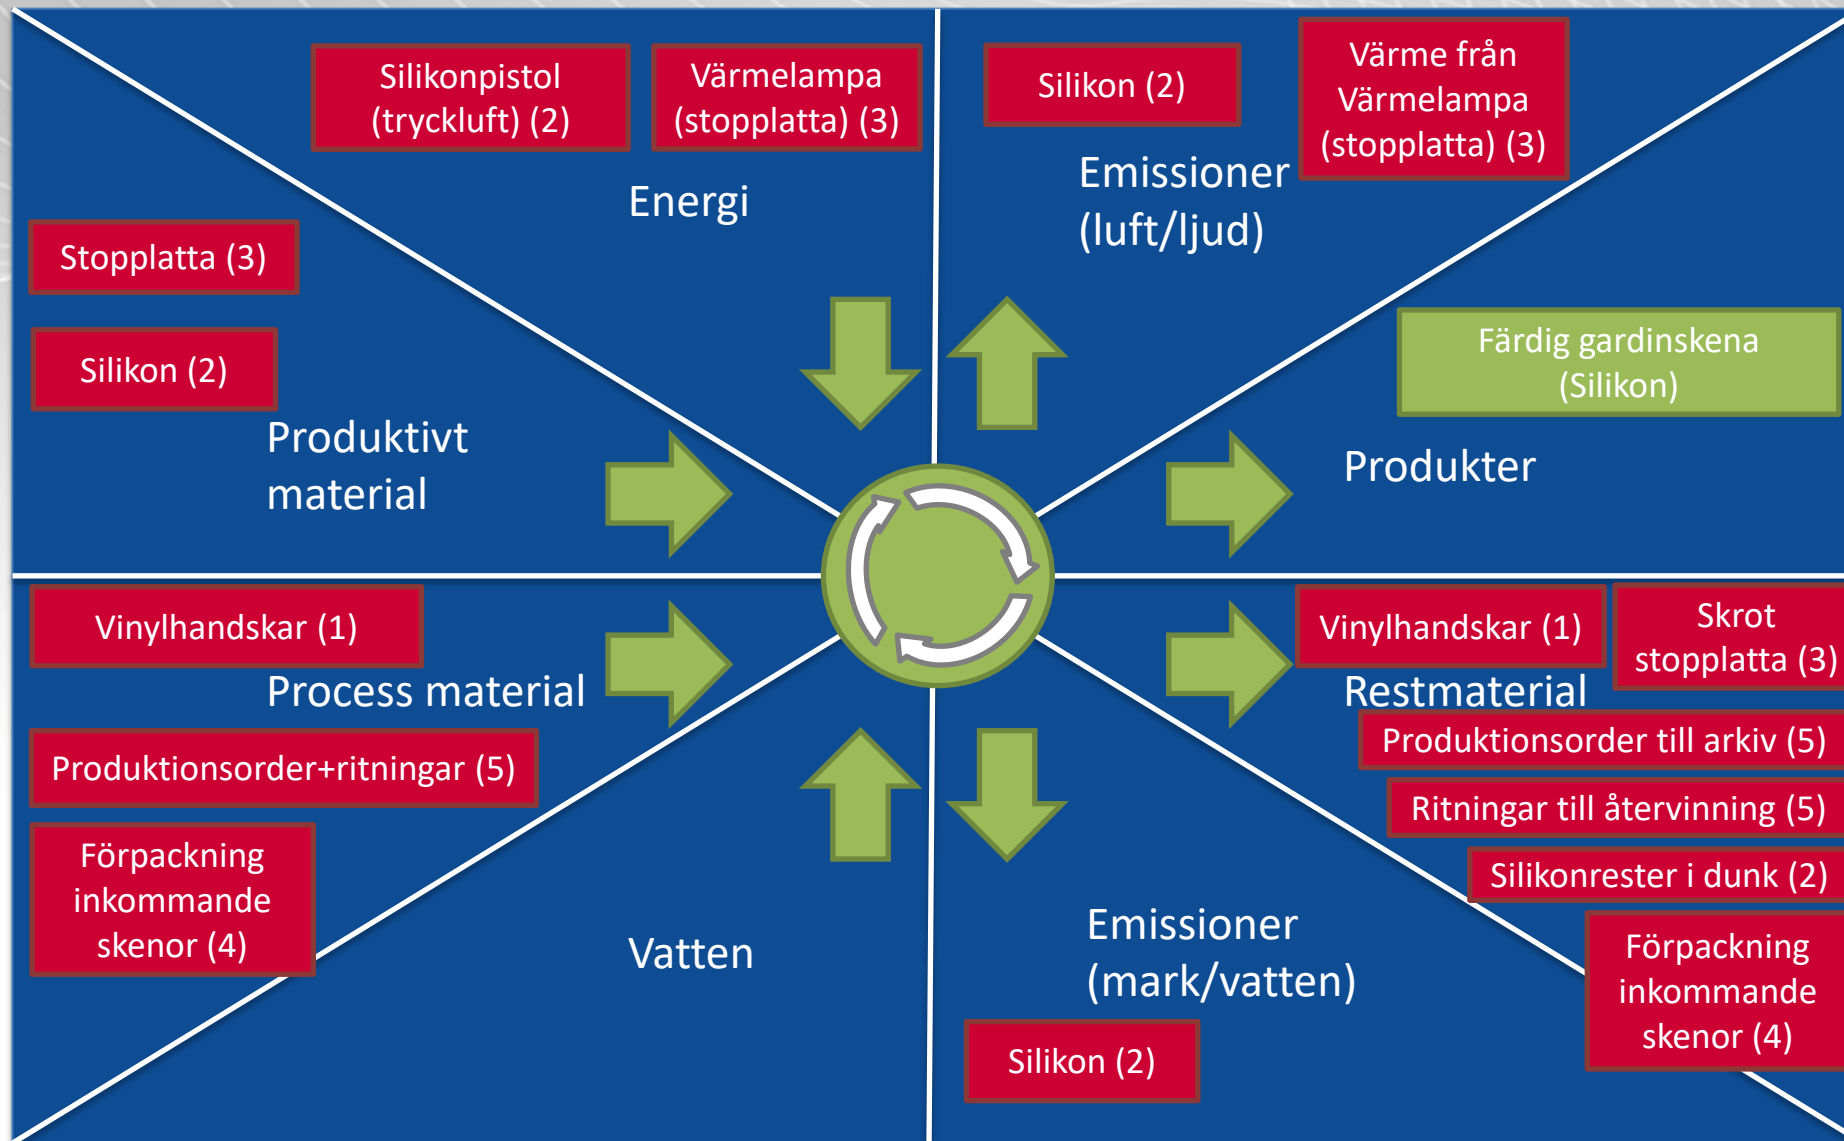 Silikonpistol
(tryckluft) (2)
Värmelampa
(stopplatta) (3)
Energi
Silikon (2)
Värme från
Värmelampa
(stopplatta) (3)
Emissioner
(luft/ljud)
Stopplatta (3)
Silikon (2)
Produktivt
material
Färdig gardinskena
(Silikon)
Produkter
Vinylhandskar (1)
Process material
Produktionsorder+ritningar (5)
Förpackning
inkommande
skenor (4)
Vatten
Emissioner
(mark/vatten)
Silikon (2)
Vinylhandskar (1)
Skrot
stopplatta (3)
Restmaterial
Produktionsorder till arkiv (5)
Ritningar till återvinning (5)
Silikonrester i dunk (2)
Förpackning
inkommande
skenor (4)